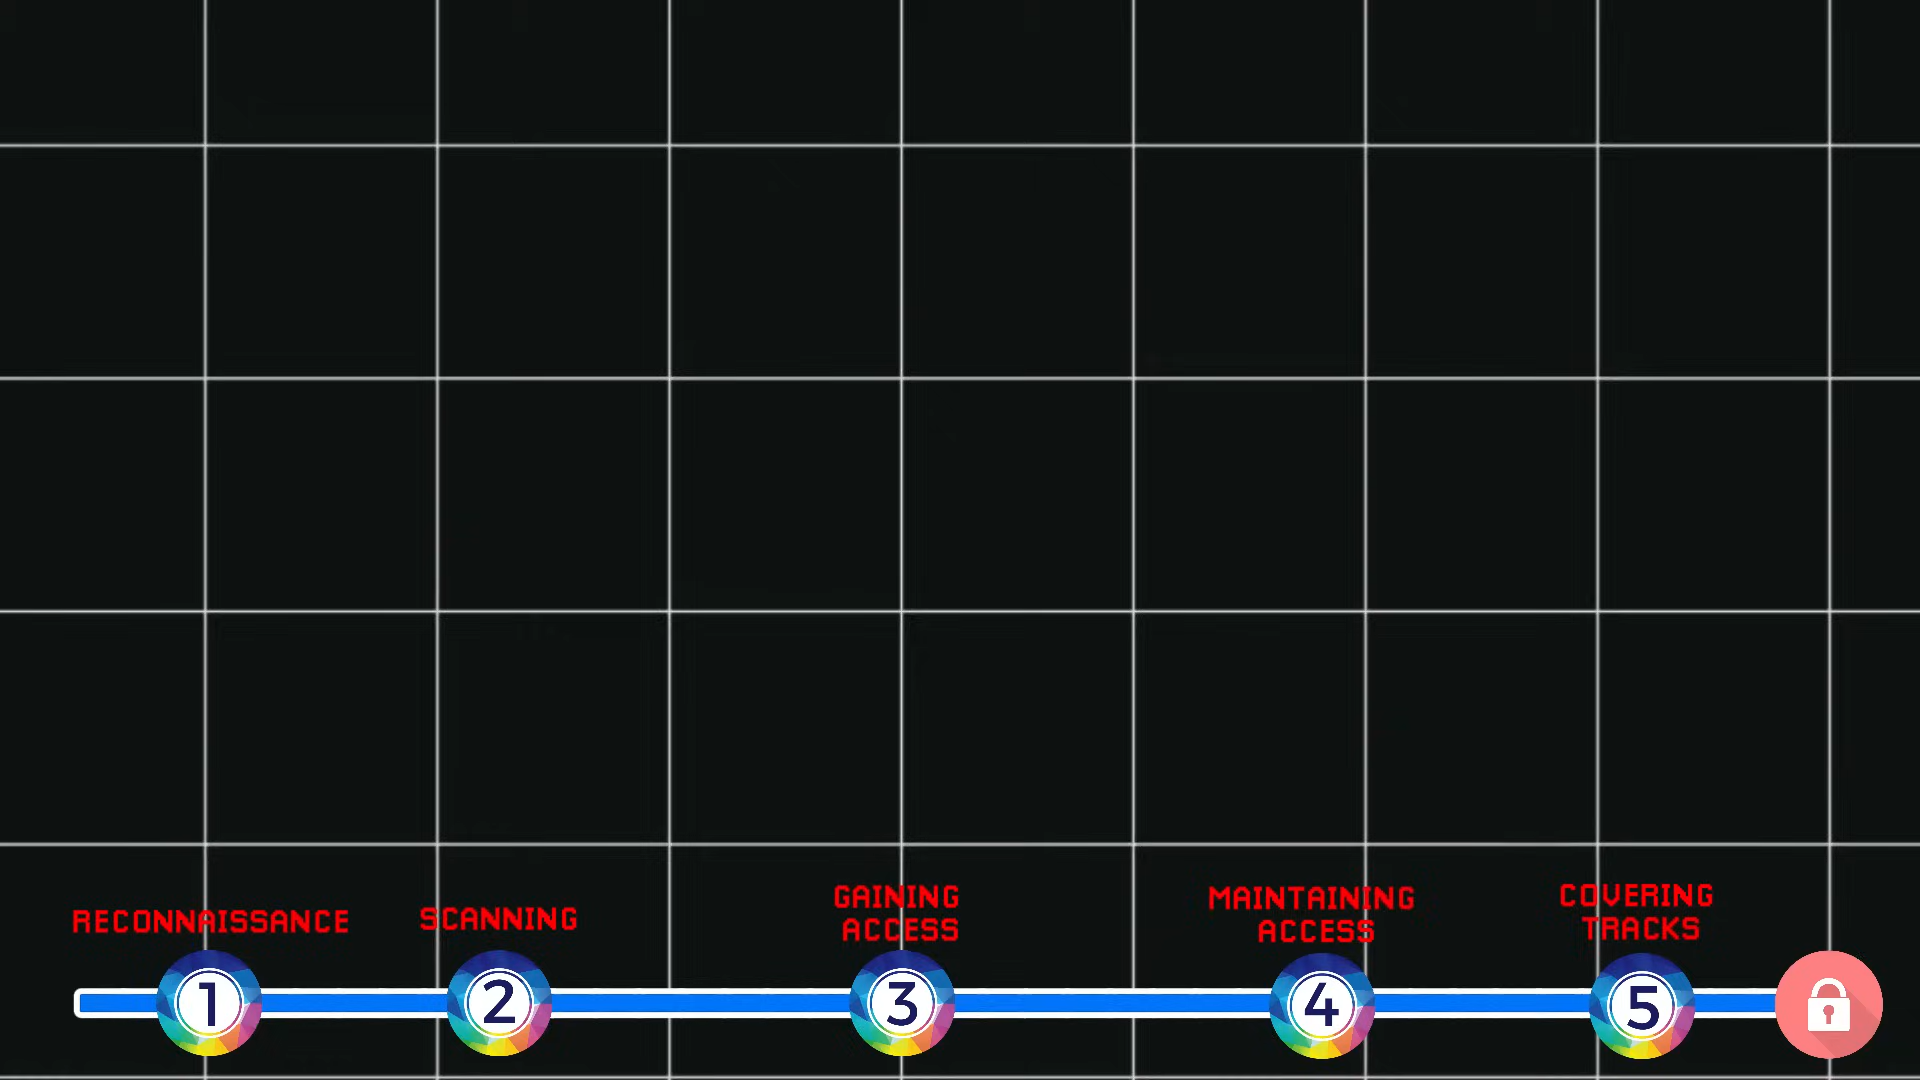 RECONNAISSANCE
SCANNING
GAINING
ACCESS
MAINTAINING
ACCESS
COVERING
TRACKS
1
2
3
4
5